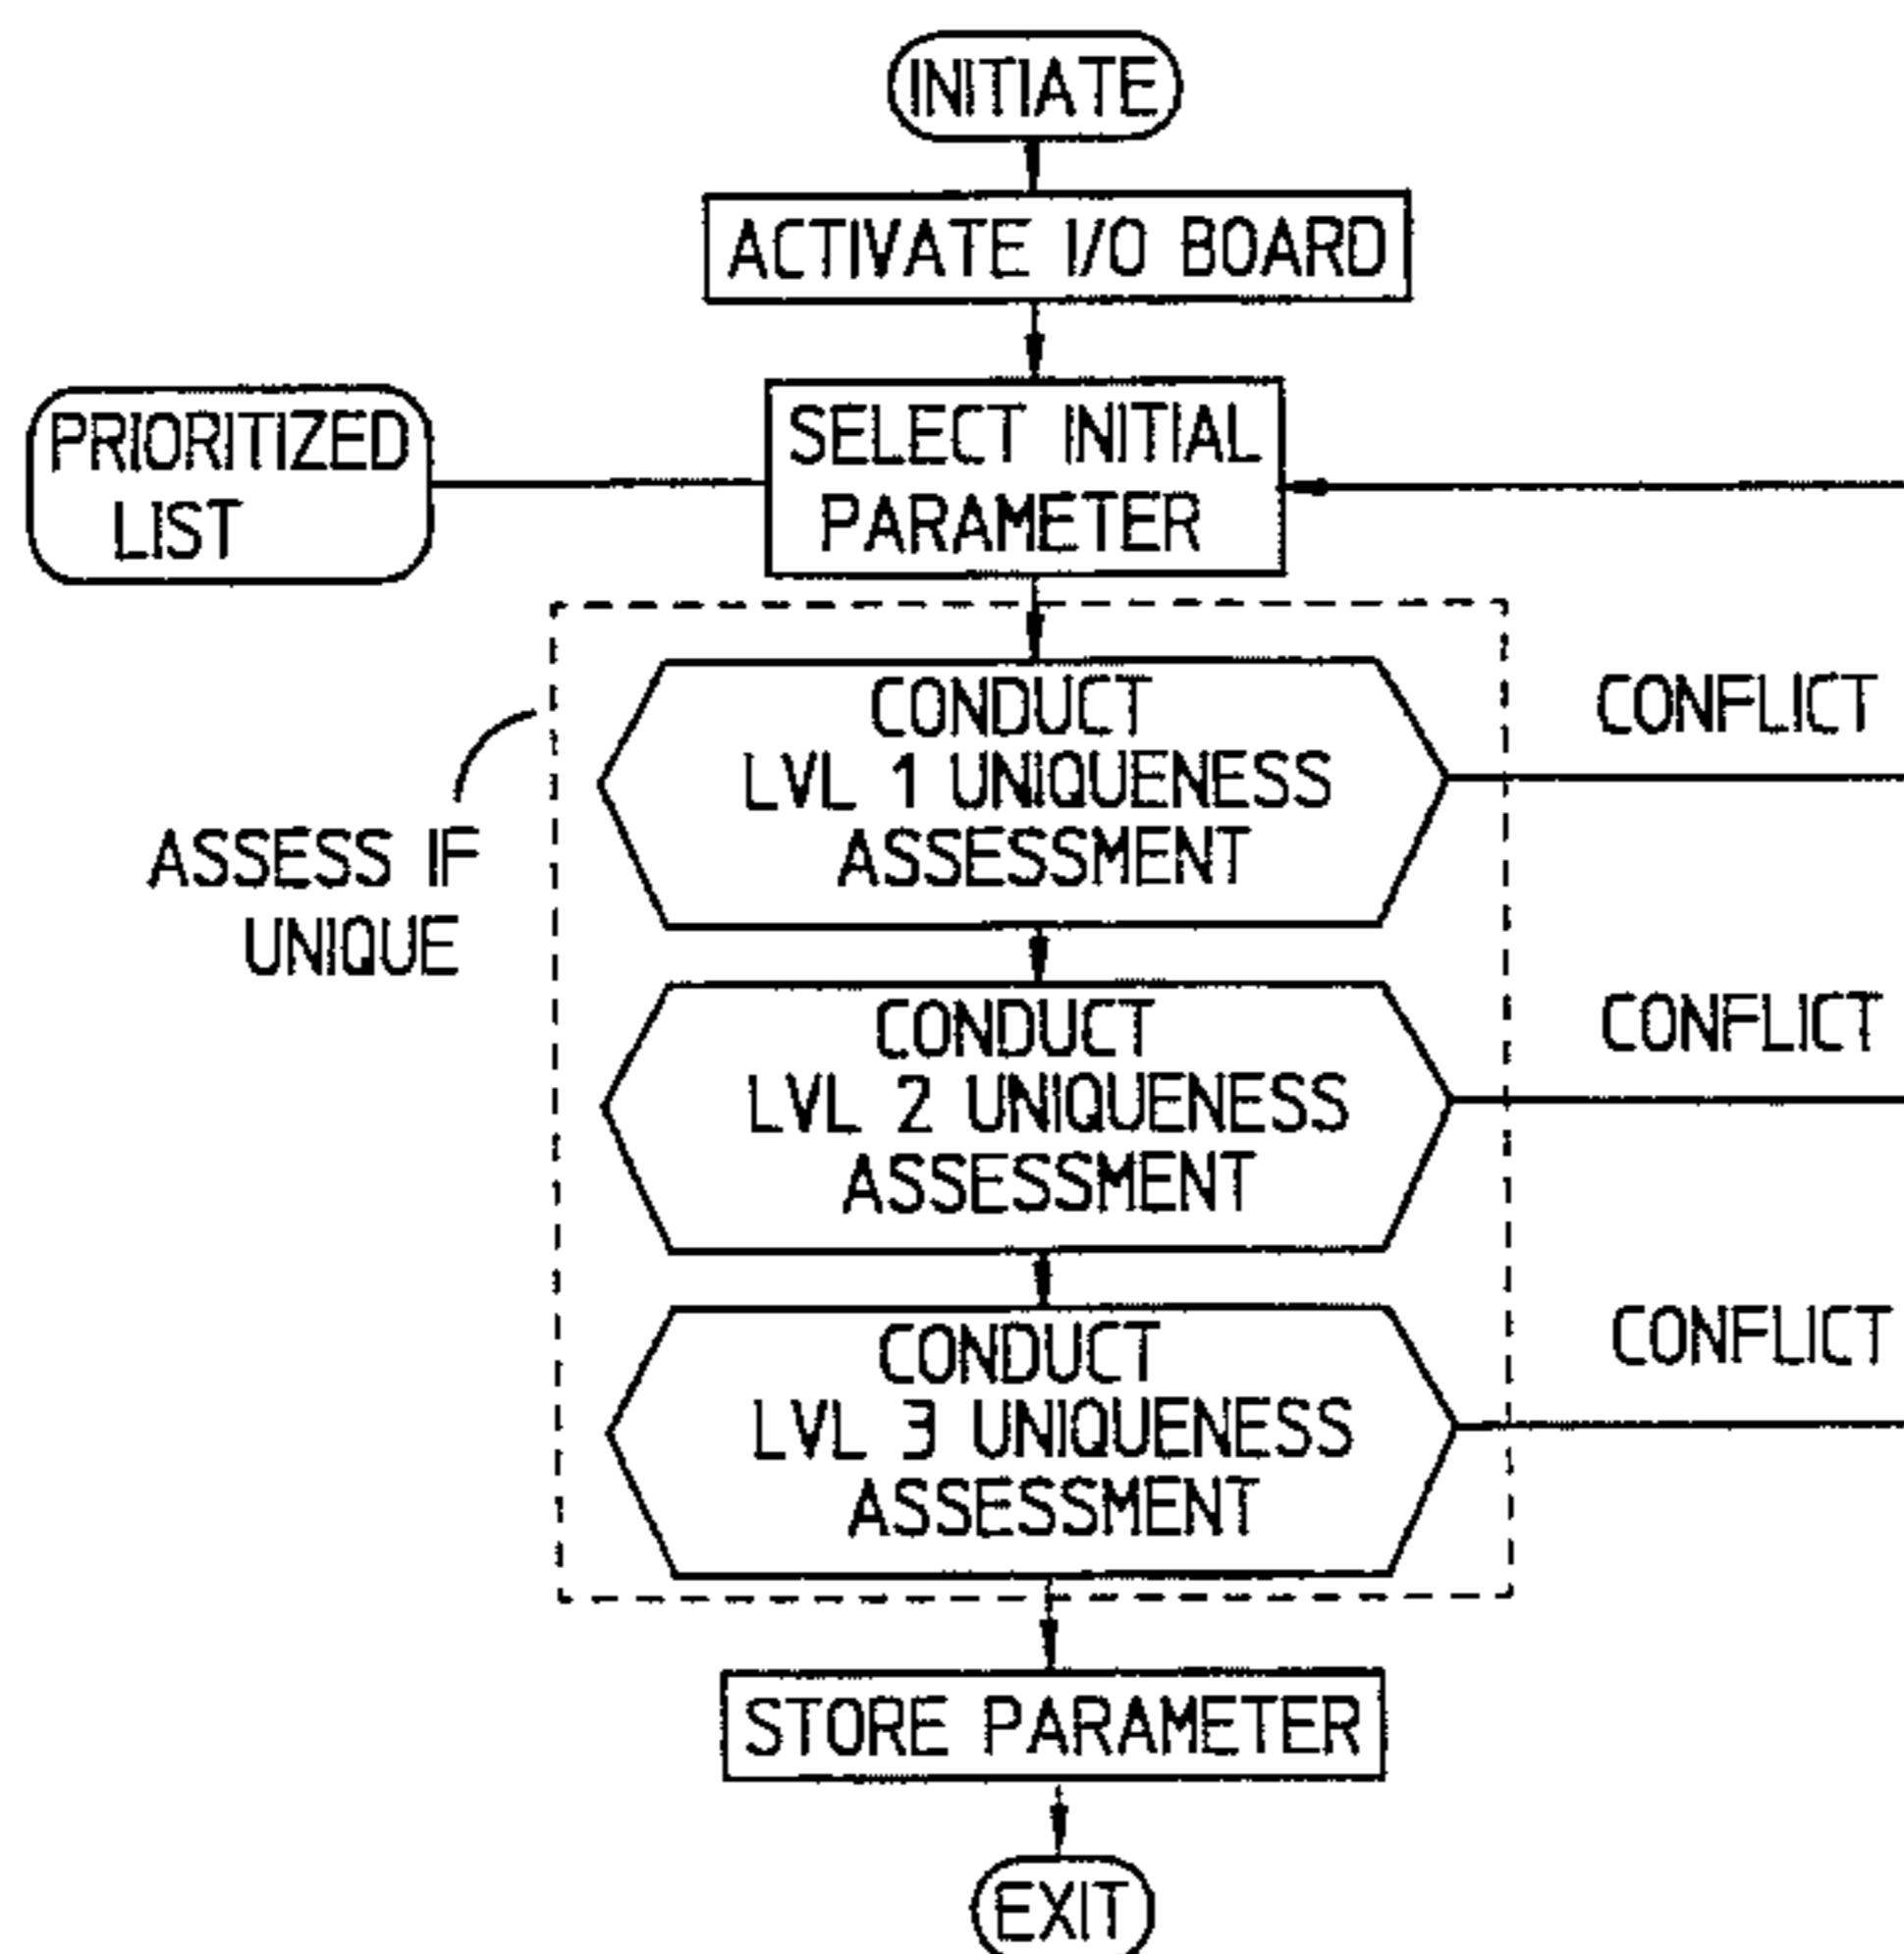 INITIATE
ACTIVATE I/O BOARD
PRIORITIZED
LIST
SELECT INITIAL
PARAMETER
CONDUCT
LVL 1 UNIQUENESS
ASSESSMENT
CONFLICT
ASSESS IF
UNIQUE
CONDUCT
LVL 2 UNIQUENESS
ASSESSMENT
CONFLICT
CONDUCT
LVL 3 UNIQUENESS
ASSESSMENT
CONFLICT
STORE PARAMETER
EXIT